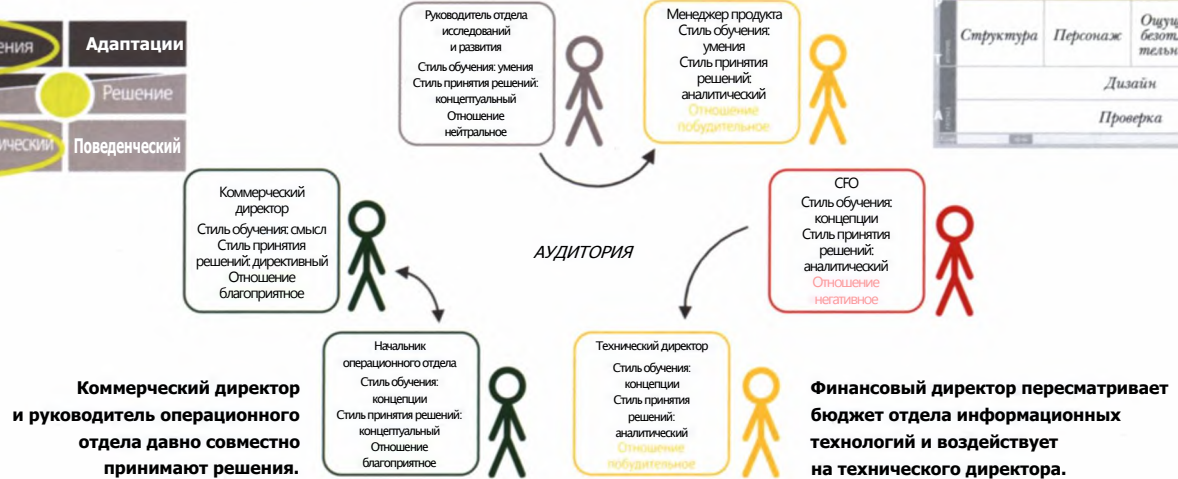 Адаптации
Решение
Поведенческий
Руководитель отдела
исследований
и развития
Стиль обучения: умения
Стиль принятия решений:
концептуальный
Отношение
нейтральное
Менеджер продукта
Стиль обучения:
умения
Стиль принятия
решений:
аналитический
Отношение
побудительное
Структура
Персонаж
Дизайн
Проверка
Коммерческий
директор
Стиль обучения: смысл
Стиль принятия
решений: директивный
Отношение
благоприятное
АУДИТОРИЯ
CFO
Стиль обучения:
концепции
Стиль принятия
решений:
аналитический
Отношение
негативное
Начальник
операционного отдела
Стиль обучения:
концепции
Стиль принятия решений:
концептуальный
Отношение
благоприятное
Технический директор
Стиль обучения:
концепции
Стиль принятия
решений:
аналитический
Отношение
побудительное
Коммерческий директор
и руководитель операционного
отдела давно совместно
принимают решения.
Финансовый директор пересматривает
бюджет отдела информационных
технологий и воздействует
на технического директора.